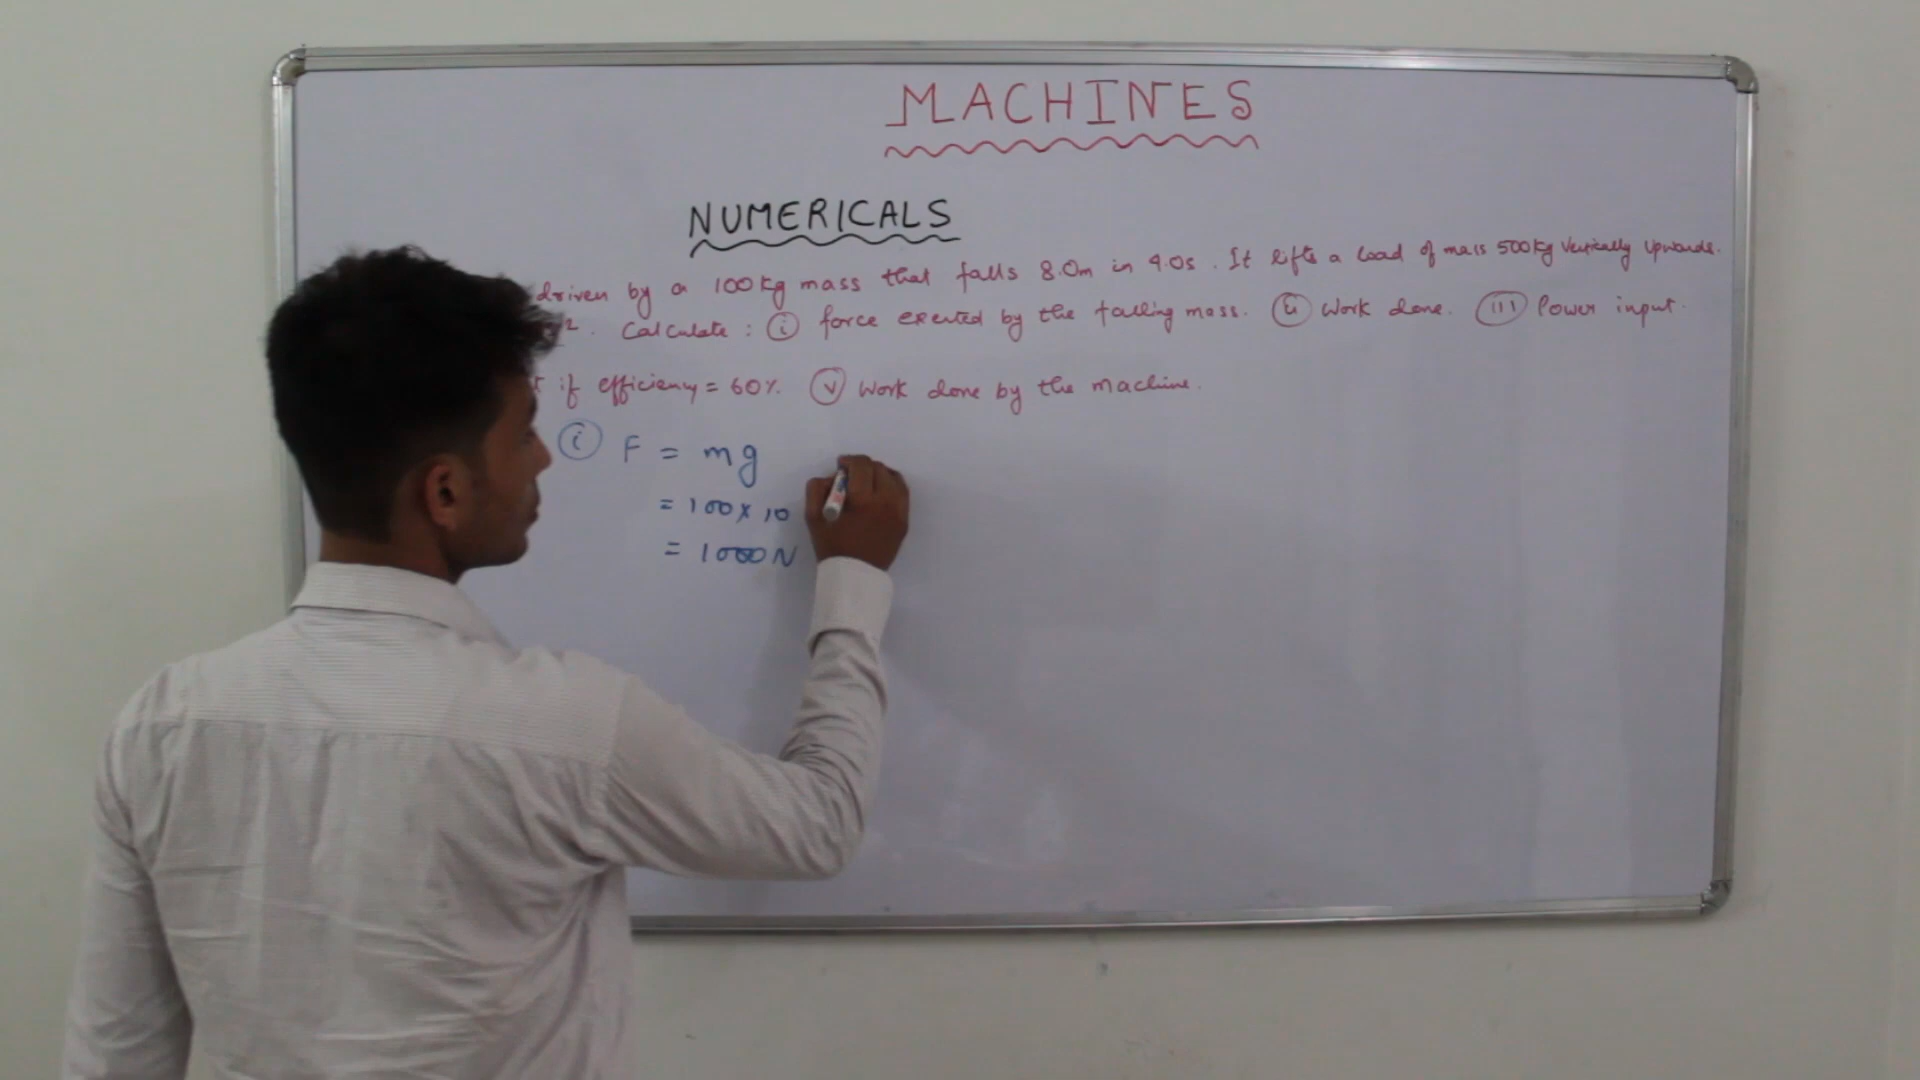 MACHINES
NUMERICALS
driven by a 100kg mass that falls 8.0m in 4.0s. It lifts a load of mass 500kg vertically upwards.
2. Calculate : (i) force exerted by the falling mass. (ii) Work done. (iii) Power input.
if efficiency = 60%. (v) Work done by the machine.
(i) F = mg
= 100 x 10
= 1000N